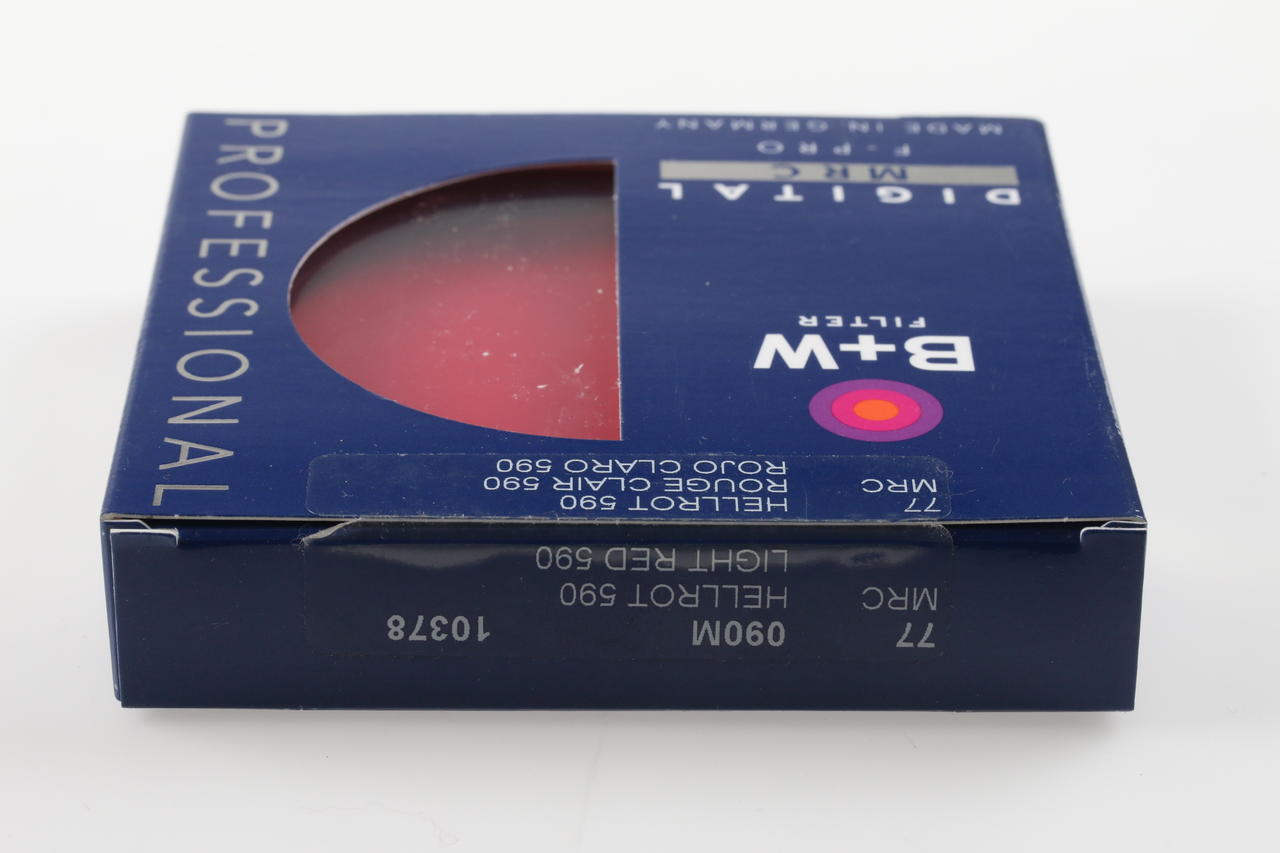 PROFESSIONAL
B+W
FILTER
DIGITAL
MRC
F-PRO
MADE IN GERMANY
77 090M 10378
MRC HELLROT 590
LIGHT RED 590
77 HELLROT 590
MRC ROUGE CLAIR 590
ROJO CLARO 590